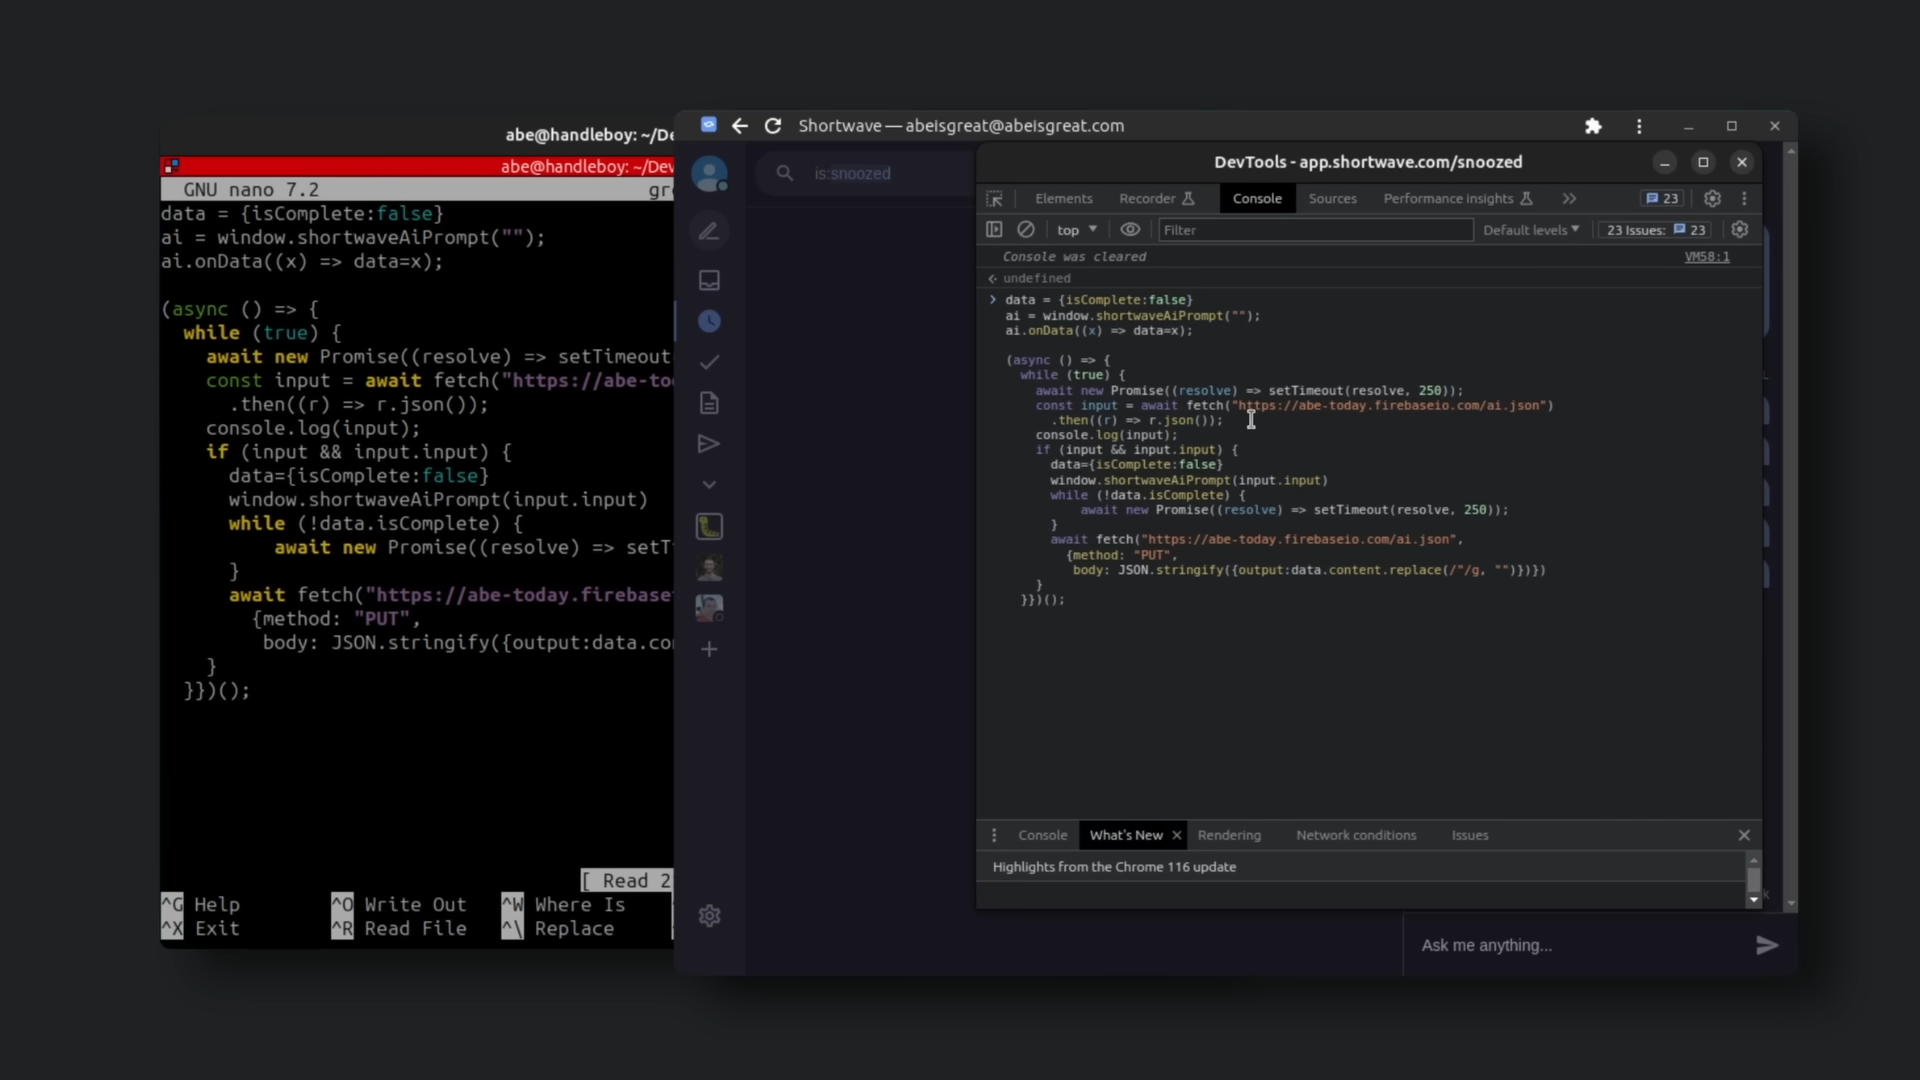 abe@handleboy: ~/De
abe@handleboy: ~/Dev
GNU nano 7.2
data = {isComplete:false}
ai = window.shortwaveAiPrompt("");
ai.onData((x) => data=x);
(async () => {
while (true) {
await new Promise((resolve) => setTimeout
const input = await fetch("https://abe-to
.then((r) => r.json());
console.log(input);
if (input && input.input) {
data={isComplete:false}
window.shortwaveAiPrompt(input.input)
while (!data.isComplete) {
await new Promise((resolve) => setT
}
await fetch("https://abe-today.firebase
{method: "PUT",
body: JSON.stringify({output:data.co
}
}})();
[ Read 2
^G Help ^O Write Out ^W Where Is
^X Exit ^R Read File ^\ Replace
Shortwave — abeisgreat@abeisgreat.com
is:snoozed
DevTools - app.shortwave.com/snoozed
Elements Recorder Console Sources Performance insights 23
top Filter Default levels 23 Issues: 23
Console was cleared VM58:1
undefined
data = {isComplete:false}
ai = window.shortwaveAiPrompt("");
ai.onData((x) => data=x);
(async () => {
while (true) {
await new Promise((resolve) => setTimeout(resolve, 250));
const input = await fetch("https://abe-today.firebaseio.com/ai.json")
.then((r) => r.json());
console.log(input);
if (input && input.input) {
data={isComplete:false}
window.shortwaveAiPrompt(input.input)
while (!data.isComplete) {
await new Promise((resolve) => setTimeout(resolve, 250));
}
await fetch("https://abe-today.firebaseio.com/ai.json",
{method: "PUT",
body: JSON.stringify({output:data.content.replace(/"/g, "")})})
}
}})();
Console What's New Rendering Network conditions Issues
Highlights from the Chrome 116 update
Ask me anything...